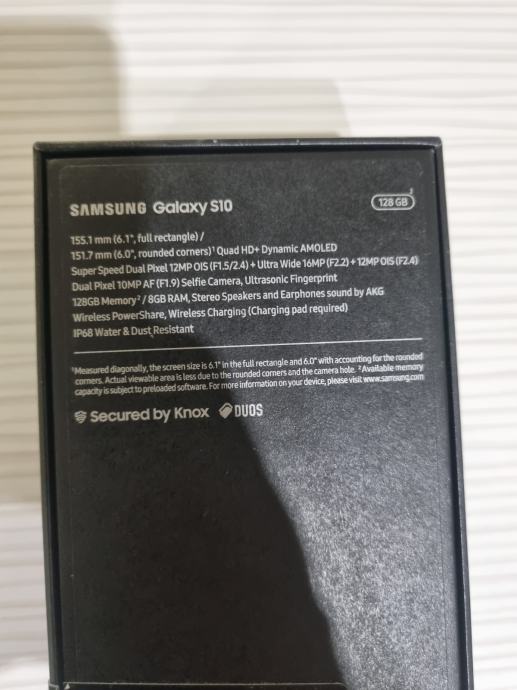 SAMSUNG Galaxy S10
128 GB
155.1 mm (6.1", full rectangle) /
151.7 mm (6.0", rounded corners)¹ Quad HD+ Dynamic AMOLED
Super Speed Dual Pixel 12MP OIS (F1.5/2.4) + Ultra Wide 16MP (F2.2) + 12MP OIS (F2.4)
Dual Pixel 10MP AF (F1.9) Selfie Camera, Ultrasonic Fingerprint
128GB Memory² / 8GB RAM, Stereo Speakers and Earphones sound by AKG
Wireless PowerShare, Wireless Charging (Charging pad required)
IP68 Water & Dust Resistant
¹Measured diagonally, the screen size is 6.1" in the full rectangle and 6.0" with accounting for the rounded
corners. Actual viewable area is less due to the rounded corners and the camera hole. ²Available memory
capacity is subject to preloaded software. For more information on your device, please visit www.samsung.com
Secured by Knox DUOS